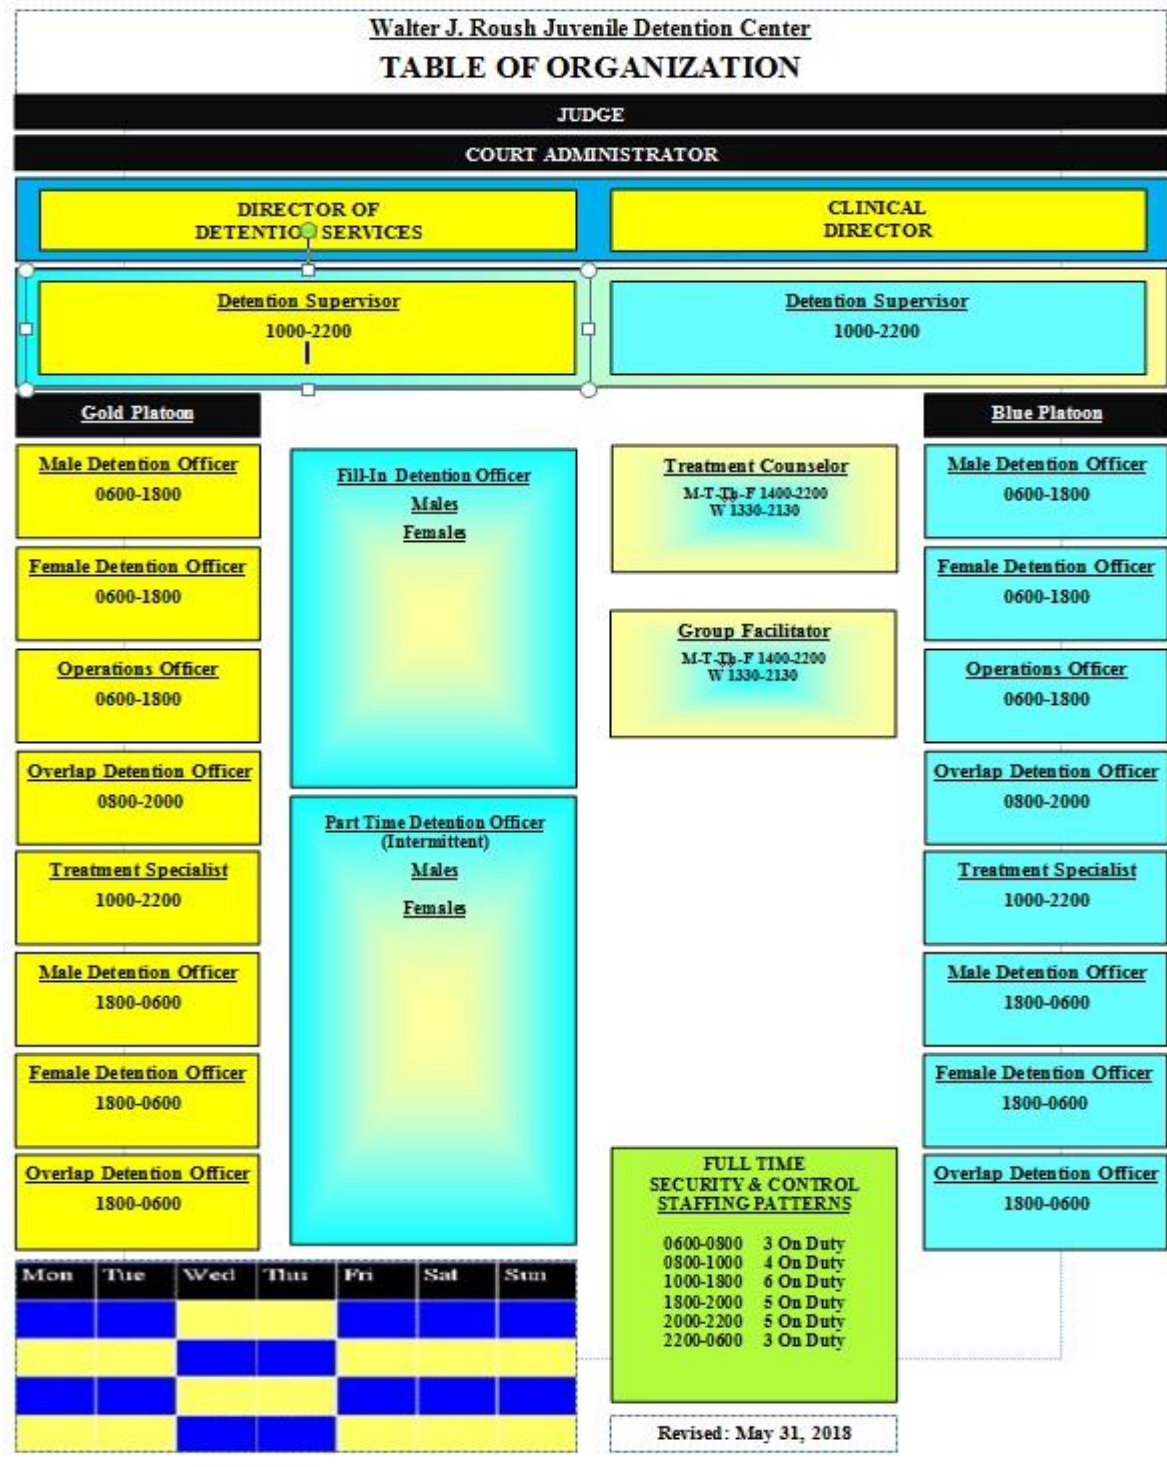 Walter J. Roush Juvenile Detention Center
TABLE OF ORGANIZATION
JUDGE
COURT ADMINISTRATOR
DIRECTOR OF
DETENTION SERVICES
CLINICAL
DIRECTOR
Detention Supervisor
1000-2200
Detention Supervisor
1000-2200
Gold Platoon
Male Detention Officer
0600-1800
Female Detention Officer
0600-1800
Operations Officer
0600-1800
Overlap Detention Officer
0800-2000
Treatment Specialist
1000-2200
Male Detention Officer
1800-0600
Female Detention Officer
1800-0600
Overlap Detention Officer
1800-0600
Fill-In Detention Officer
Males
Females
Part Time Detention Officer
(Intermittent)
Males
Females
Treatment Counselor
M-T-Th-F 1400-2200
W 1330-2130
Group Facilitator
M-T-Th-F 1400-2200
W 1330-2130
Blue Platoon
Male Detention Officer
0600-1800
Female Detention Officer
0600-1800
Operations Officer
0600-1800
Overlap Detention Officer
0800-2000
Treatment Specialist
1000-2200
Male Detention Officer
1800-0600
Female Detention Officer
1800-0600
Overlap Detention Officer
1800-0600
FULL TIME
SECURITY & CONTROL
STAFFING PATTERNS
0600-0800 3 On Duty
0800-1000 4 On Duty
1000-1800 6 On Duty
1800-2000 5 On Duty
2000-2200 5 On Duty
2200-0600 3 On Duty
Mon Tue Wed Thu Fri Sat Sun
Revised: May 31, 2018